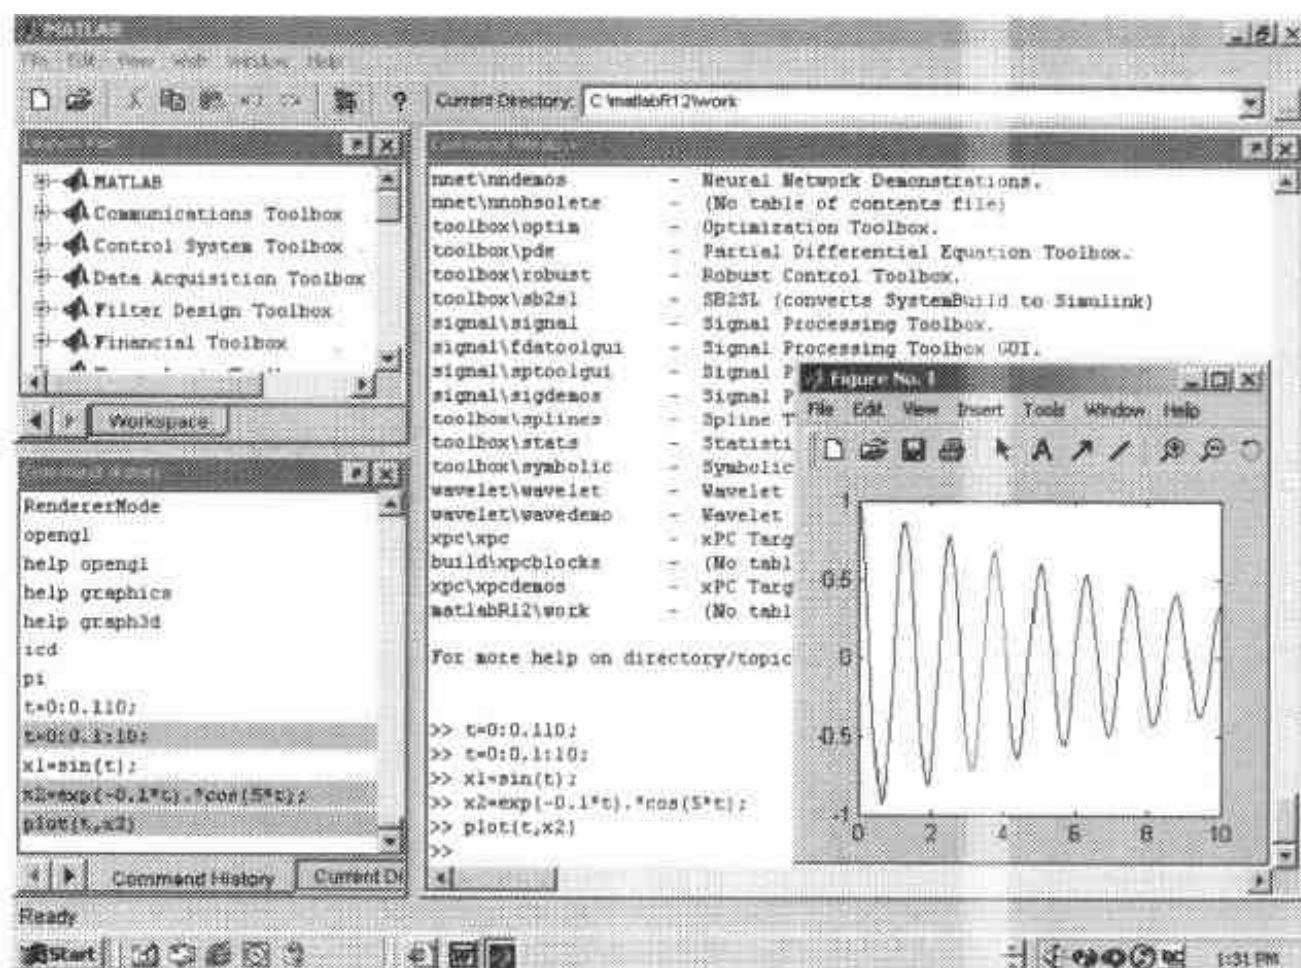 MATLAB
File Edit View Web Window Help
Current Directory: C:\matlabR12\work
MATLAB
Communications Toolbox
Control System Toolbox
Data Acquisition Toolbox
Filter Design Toolbox
Financial Toolbox
Workspace
RendererMode
opengl
help opengl
help graphics
help graph3d
icd
pi
t=0:0.110;
t=0:0.1:10;
x1=sin(t);
x2=exp(-0.1*t).*cos(5*t);
plot(t,x2)
Command History
Current Di
Command Window
nnet\nndemos - Neural Network Demonstrations.
nnet\nnobsolete - (No table of contents file)
toolbox\optim - Optimization Toolbox.
toolbox\pde - Partial Differential Equation Toolbox.
toolbox\robust - Robust Control Toolbox.
toolbox\sb2sl - SB2SL (converts SystemBuild to Simulink)
signal\signal - Signal Processing Toolbox.
signal\fdatoolgui - Signal Processing Toolbox GUI.
signal\sptoolgui - Signal P
signal\sigdemos - Signal P
toolbox\splines - Spline T
toolbox\stats - Statisti
toolbox\symbolic - Symbolic
wavelet\wavelet - Wavelet
wavelet\wavedemo - Wavelet
xpc\xpc - xPC Targ
build\xpcblocks - (No tabl
xpc\xpcdemos - xPC Targ
matlabR12\work - (No tabl
For more help on directory/topic
>> t=0:0.110;
>> t=0:0.1:10;
>> x1=sin(t);
>> x2=exp(-0.1*t).*cos(5*t);
>> plot(t,x2)
>>
Figure No. 1
File Edit View Insert Tools Window Help
1
0.5
0
-0.5
-1
0 2 4 6 8 10
Ready
Start
1:31 PM